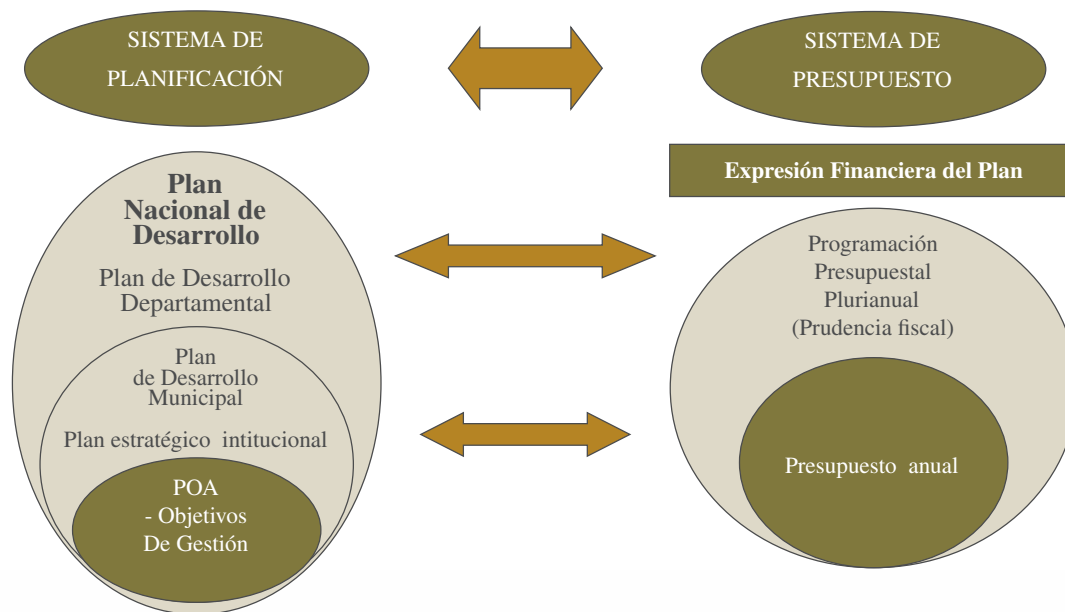 SISTEMA DE
PLANIFICACIÓN
SISTEMA DE
PRESUPUESTO
Expresión Financiera del Plan
Plan
Nacional de
Desarrollo
Plan de Desarrollo
Departamental
Plan
de Desarrollo
Municipal
Plan estratégico intitucional
POA
- Objetivos
De Gestión
Programación
Presupuestal
Plurianual
(Prudencia fiscal)
Presupuesto anual